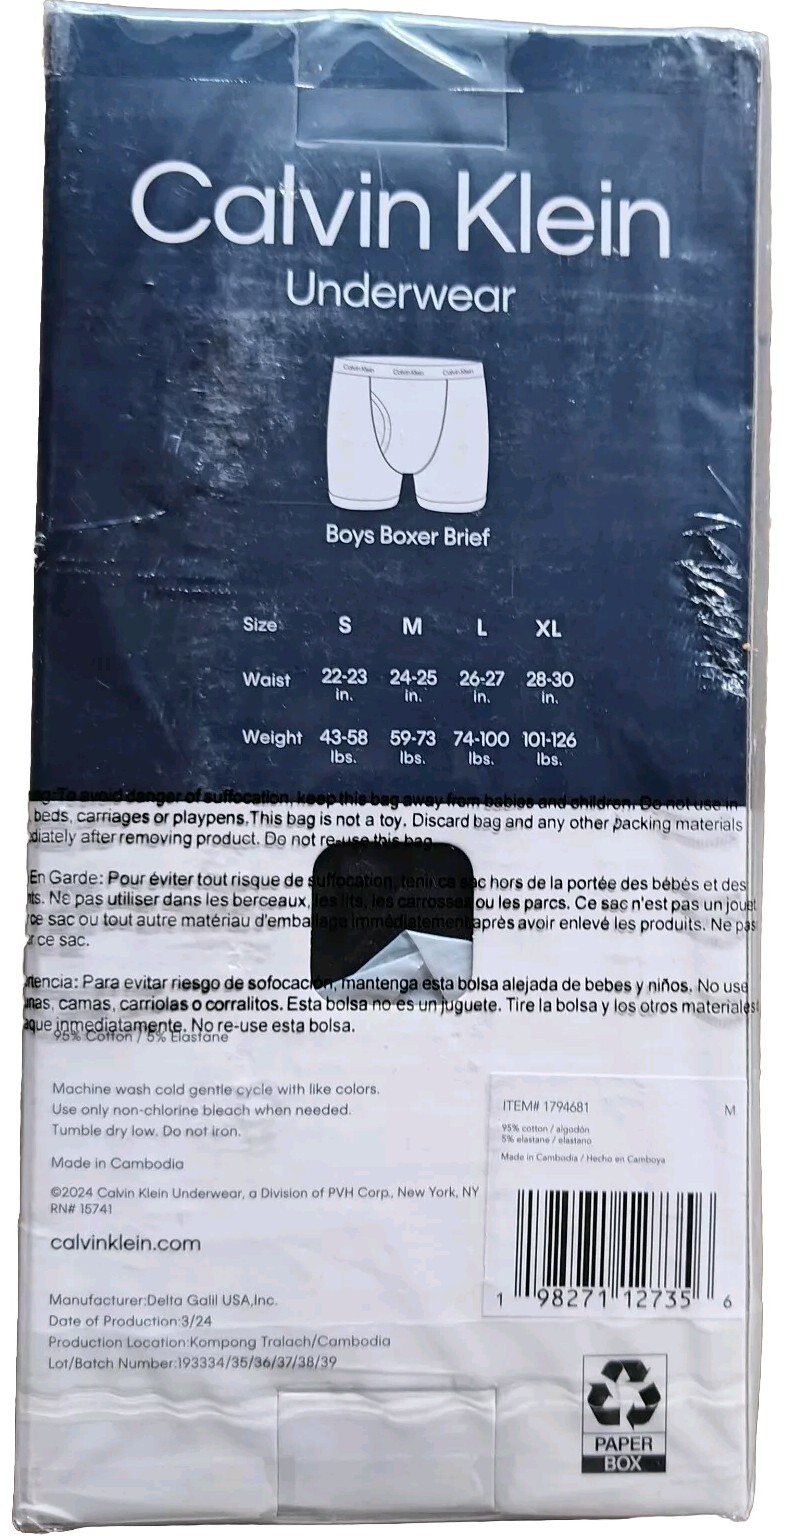 Calvin Klein
Underwear
Calvin Klein Calvin Klein Calvin Klein
Boys Boxer Brief
Size S M L XL
Waist 22-23 in. 24-25 in. 26-27 in. 28-30 in.
Weight 43-58 lbs. 59-73 lbs. 74-100 lbs. 101-126 lbs.
To avoid danger of suffocation, keep this bag away from babies and children. Do not use in
beds, carriages or playpens.This bag is not a toy. Discard bag and any other packing materials
diately after removing product. Do not re-use this bag.
En Garde: Pour éviter tout risque de suffocation, tenir ce sac hors de la portée des bébés et des
ts. Ne pas utiliser dans les berceaux, les lits, les carrosses ou les parcs. Ce sac n'est pas un jouet
ce sac ou tout autre matériau d'emballage immédiatement après avoir enlevé les produits. Ne pas
r ce sac.
tencia: Para evitar riesgo de sofocación, mantenga esta bolsa alejada de bebes y niños. No use
nas, camas, carriolas o corralitos. Esta bolsa no es un juguete. Tire la bolsa y los otros materiales
que inmediatamente. No re-use esta bolsa.
95% Cotton / 5% Elastane
Machine wash cold gentle cycle with like colors.
Use only non-chlorine bleach when needed.
Tumble dry low. Do not iron.
Made in Cambodia
©2024 Calvin Klein Underwear, a Division of PVH Corp., New York, NY
RN# 15741
calvinklein.com
Manufacturer:Delta Galil USA,Inc.
Date of Production:3/24
Production Location:Kompong Tralach/Cambodia
Lot/Batch Number:193334/35/36/37/38/39
ITEM# 1794681 M
95% cotton / algodón
5% elastane / elastano
Made in Cambodia / Hecho en Camboya
1 98271 12735 6
PAPER
BOX